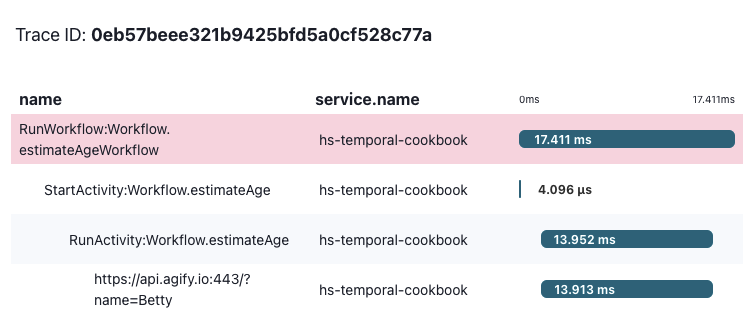 Trace ID: 0eb57beee321b9425bfd5a0cf528c77a
name service.name 0ms 17.411ms
RunWorkflow:Workflow.
estimateAgeWorkflow hs-temporal-cookbook 17.411 ms
StartActivity:Workflow.estimateAge hs-temporal-cookbook 4.096 µs
RunActivity:Workflow.estimateAge hs-temporal-cookbook 13.952 ms
https://api.agify.io:443/?
name=Betty hs-temporal-cookbook 13.913 ms